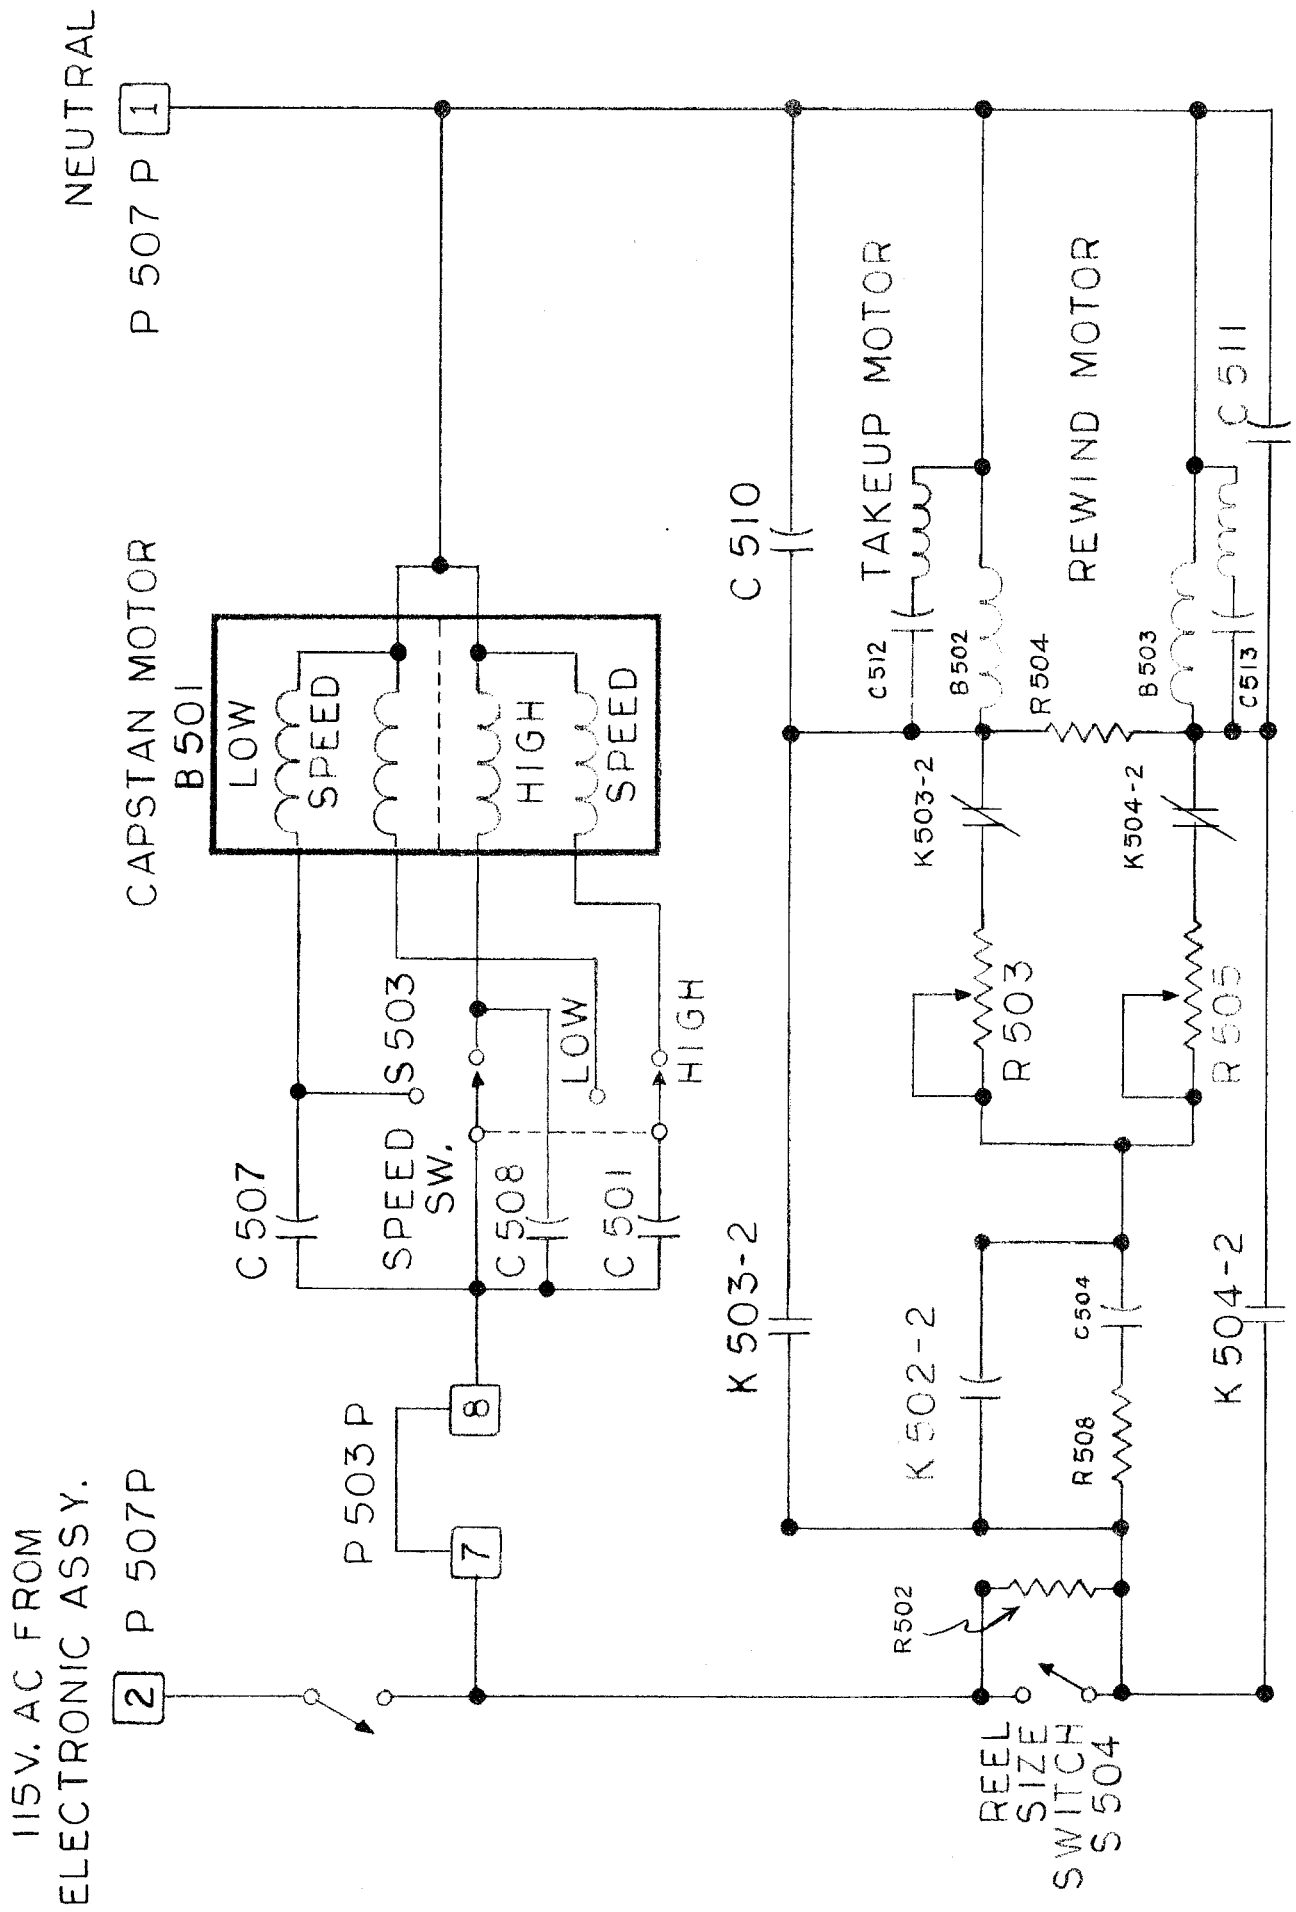 115V. AC FROM
ELECTRONIC ASSY.
2
P 507P
NEUTRAL
P 507 P
1
CAPSTAN MOTOR
B 501
LOW
SPEED
HIGH
SPEED
C 507
S 503
SPEED
SW.
C 508
LOW
C 501
HIGH
P 503 P
7
8
K 503-2
C 510
TAKEUP MOTOR
C512
B502
R504
K503-2
R 503
K 502-2
C504
R508
R502
REEL
SIZE
SWITCH
S 504
REWIND MOTOR
B503
C513
C 511
K504-2
R 505
K 504-2